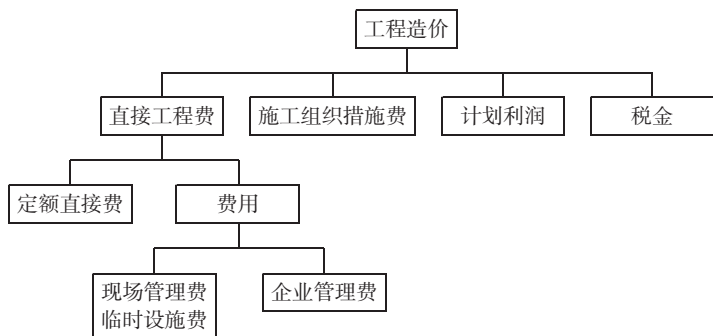 工程造价
直接工程费
施工组织措施费
计划利润
税金
定额直接费
费用
现场管理费
临时设施费
企业管理费